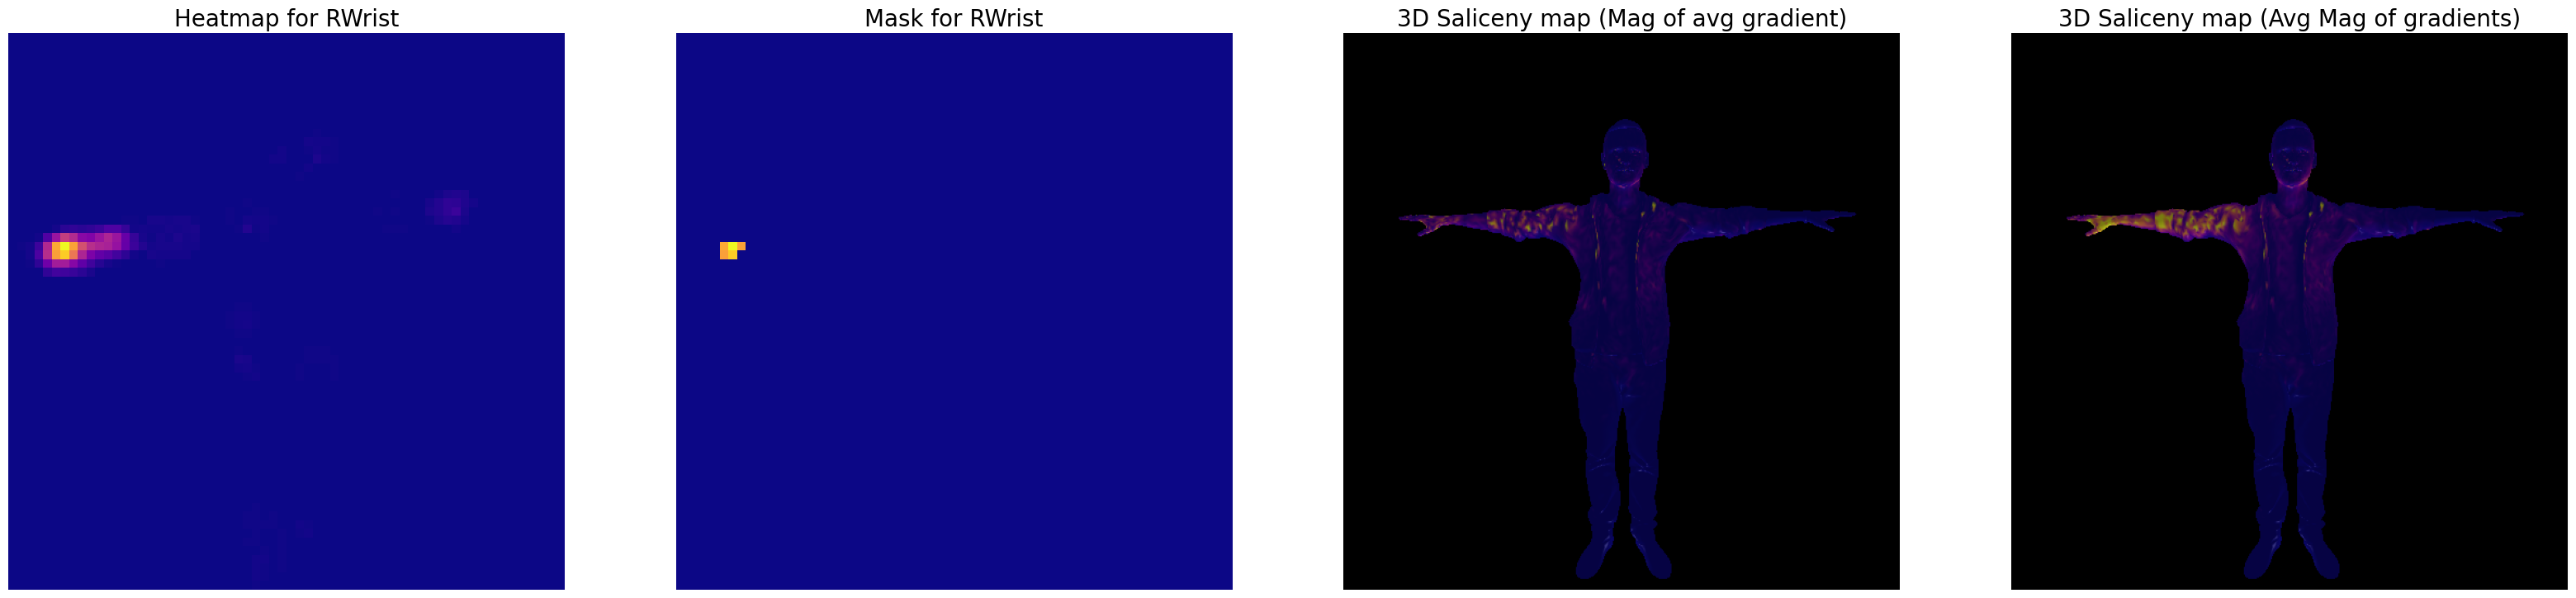 Heatmap for RWrist
Mask for RWrist
3D Saliceny map (Mag of avg gradient)
3D Saliceny map (Avg Mag of gradients)